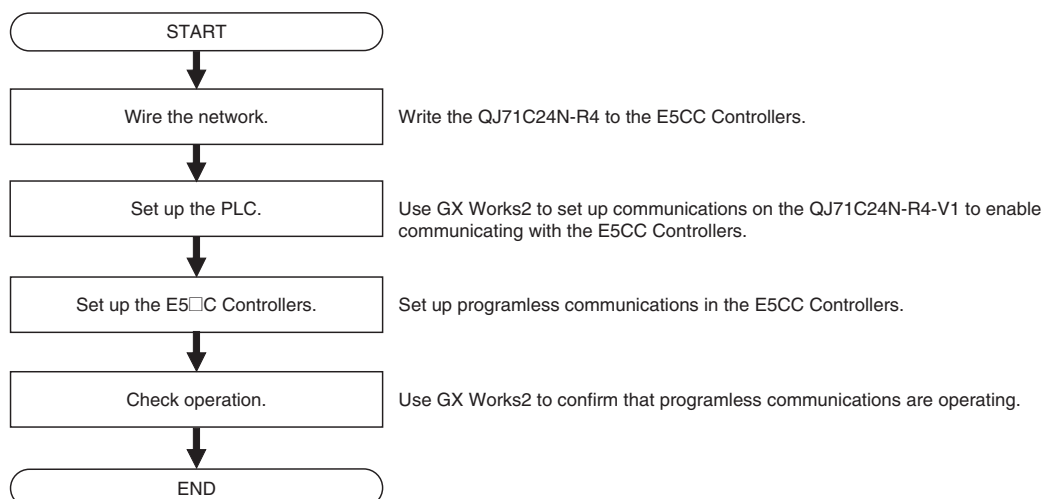 START
Wire the network.
Write the QJ71C24N-R4 to the E5CC Controllers.
Set up the PLC.
Use GX Works2 to set up communications on the QJ71C24N-R4-V1 to enable
communicating with the E5CC Controllers.
Set up the E5□C Controllers.
Set up programless communications in the E5CC Controllers.
Check operation.
Use GX Works2 to confirm that programless communications are operating.
END